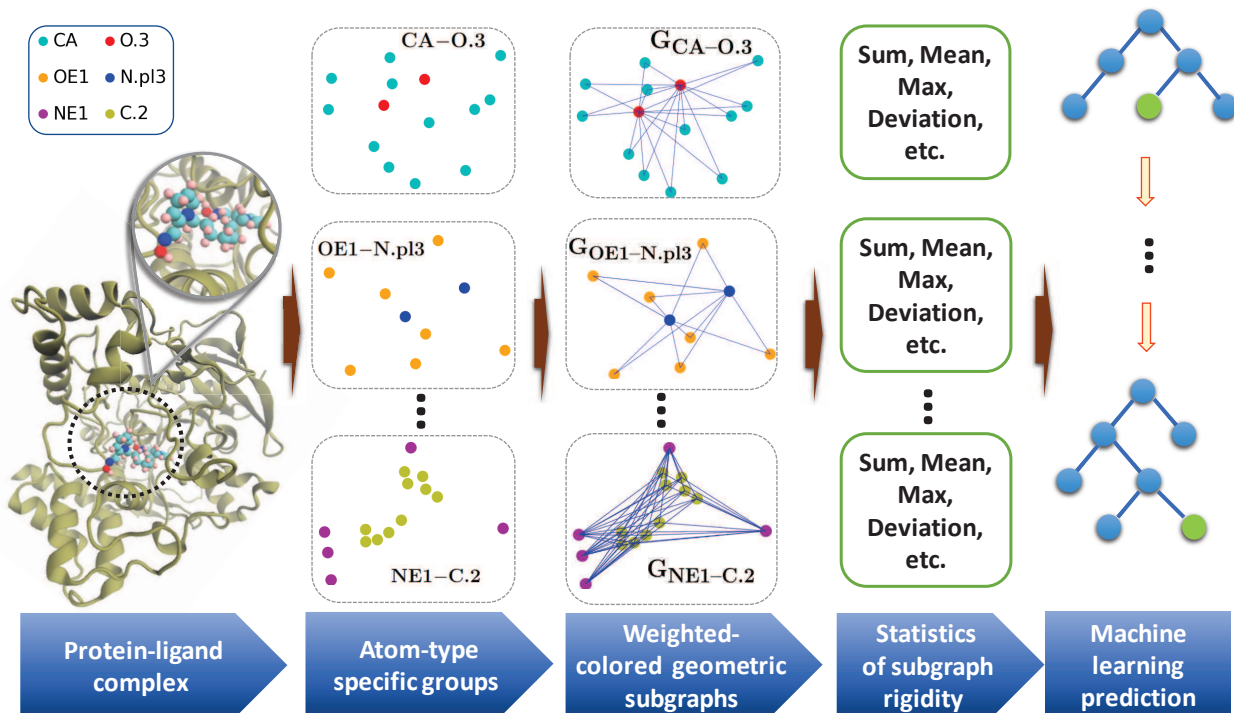 CA
O.3
OE1
N.pl3
NE1
C.2
CA–O.3
G_CA–O.3
Sum, Mean,
Max,
Deviation,
etc.
OE1–N.pl3
G_OE1–N.pl3
Sum, Mean,
Max,
Deviation,
etc.
NE1–C.2
G_NE1–C.2
Sum, Mean,
Max,
Deviation,
etc.
Protein-ligand
complex
Atom-type
specific groups
Weighted-
colored geometric
subgraphs
Statistics
of subgraph
rigidity
Machine
learning
prediction